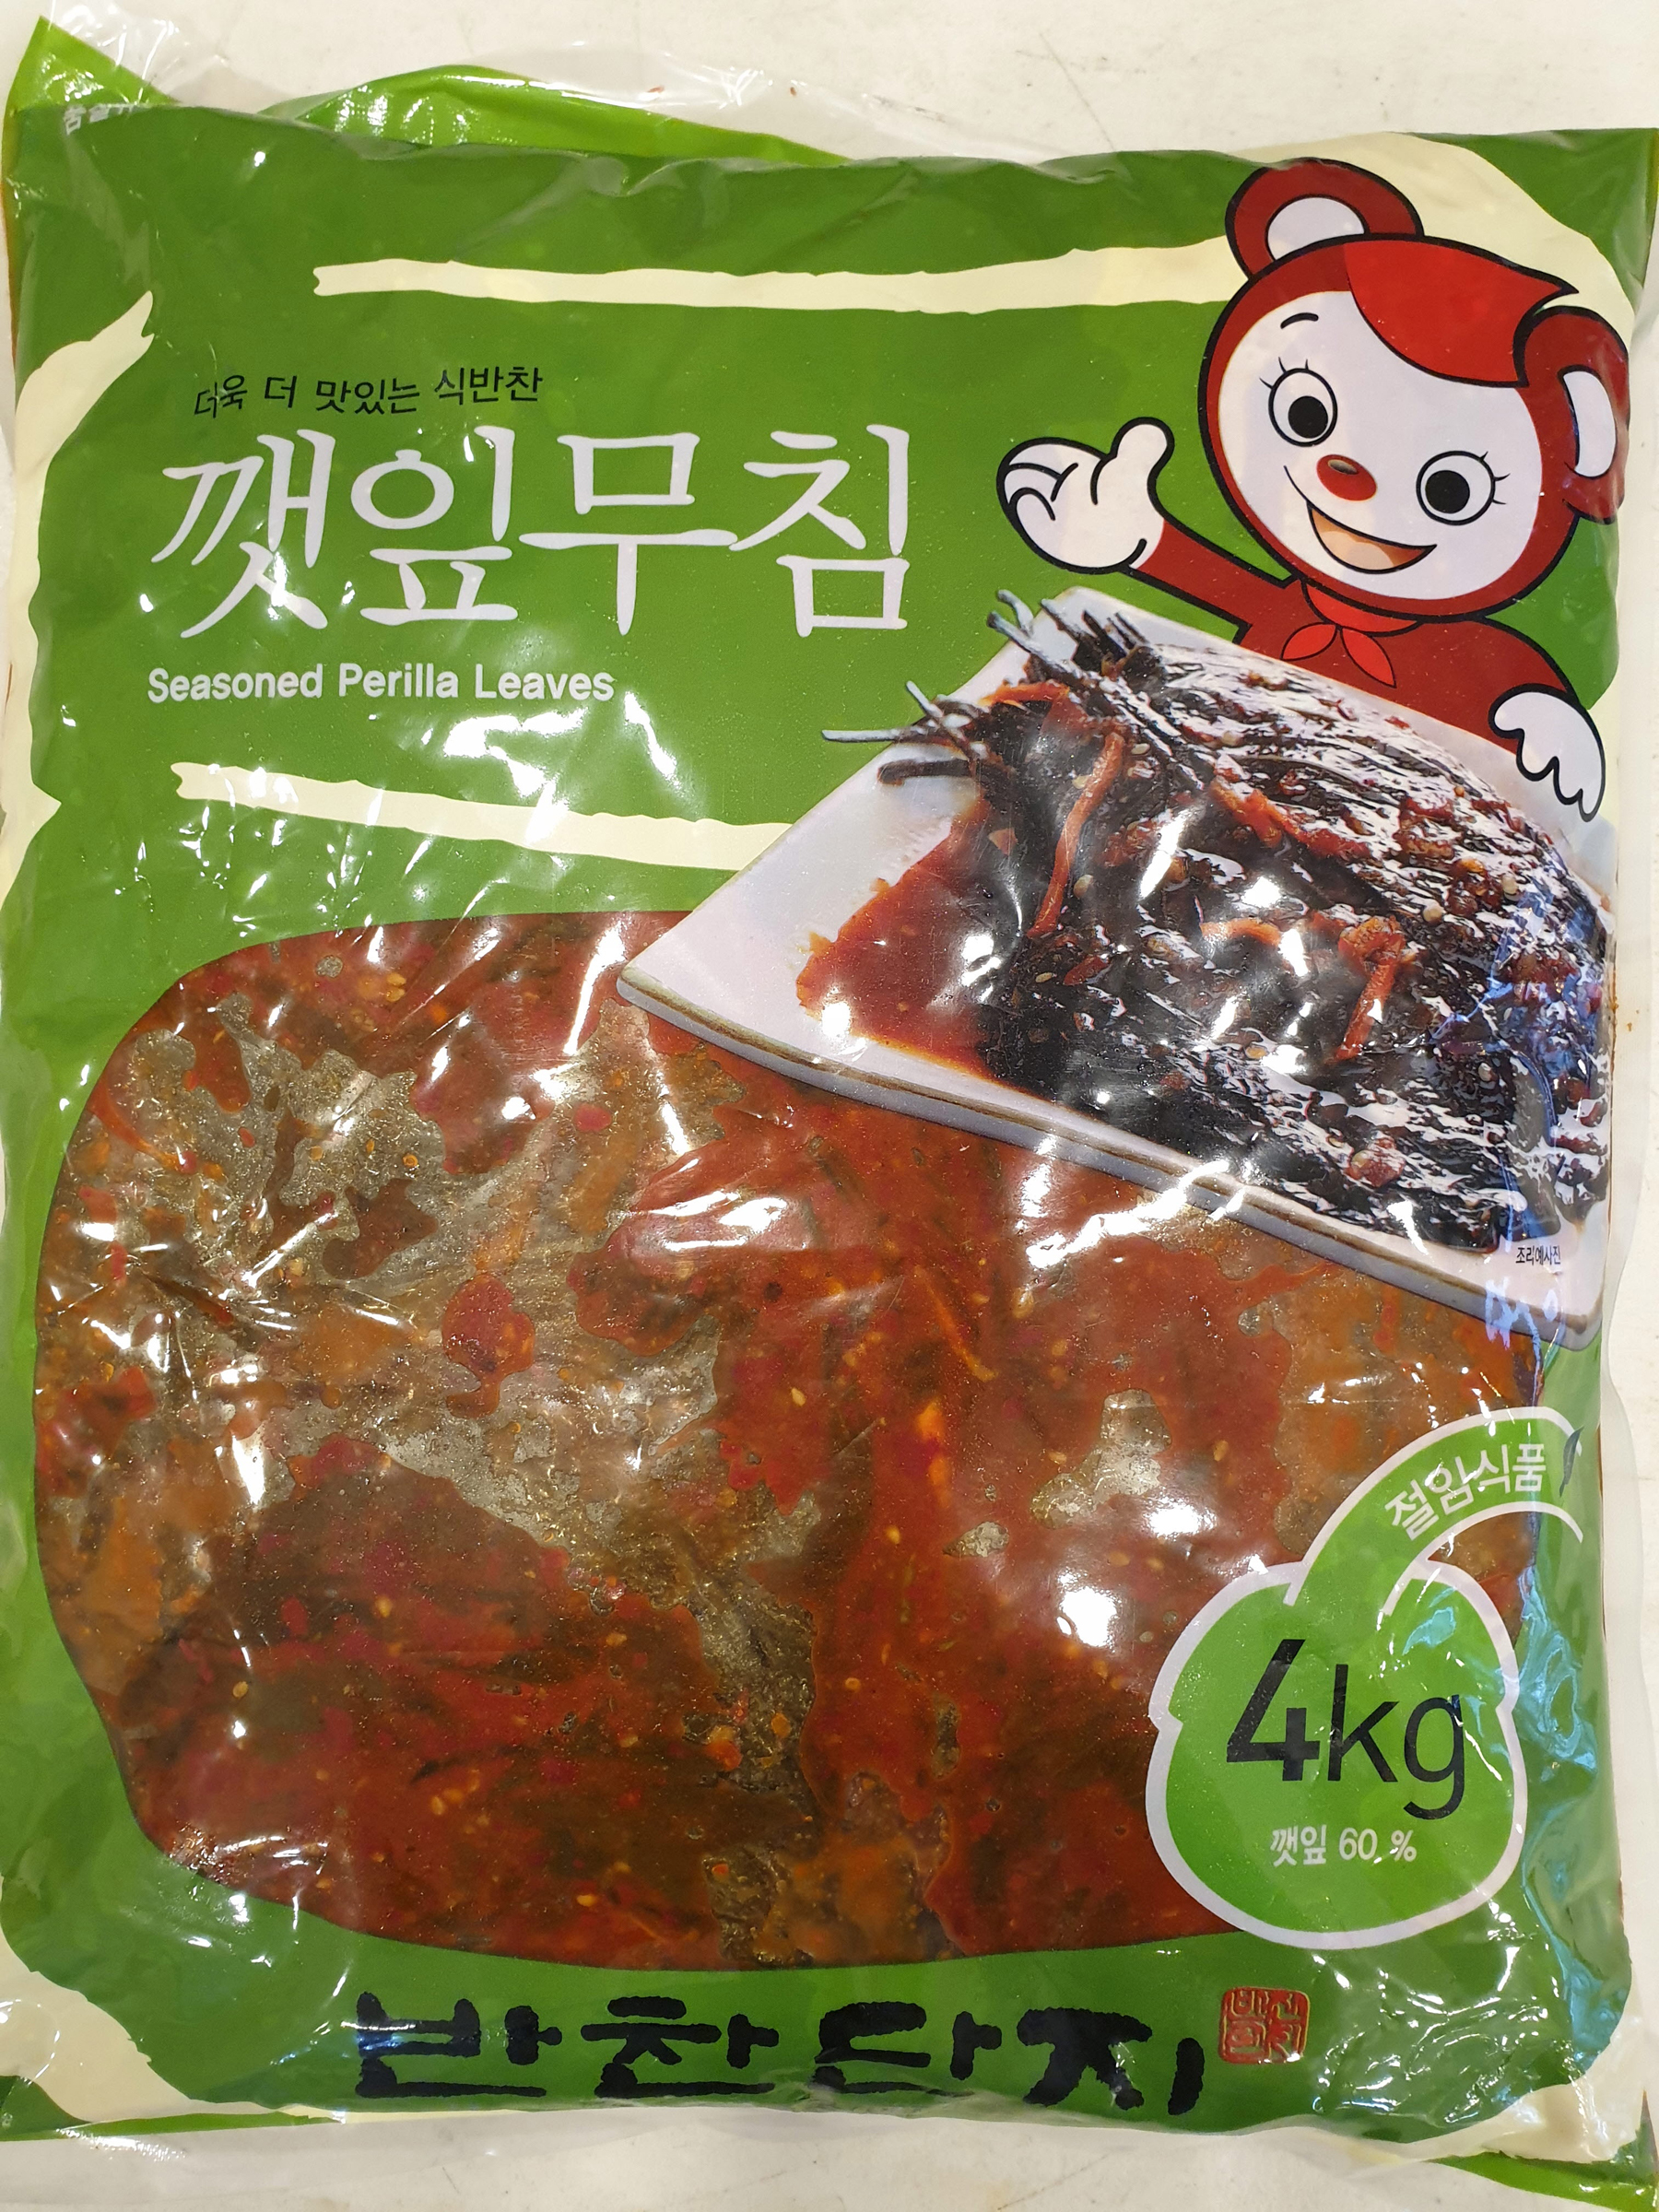 더욱 더 맛있는 식반찬
깻잎무침
Seasoned Perilla Leaves
조리예사진
절임식품
4kg
깻잎 60 %
반찬단지